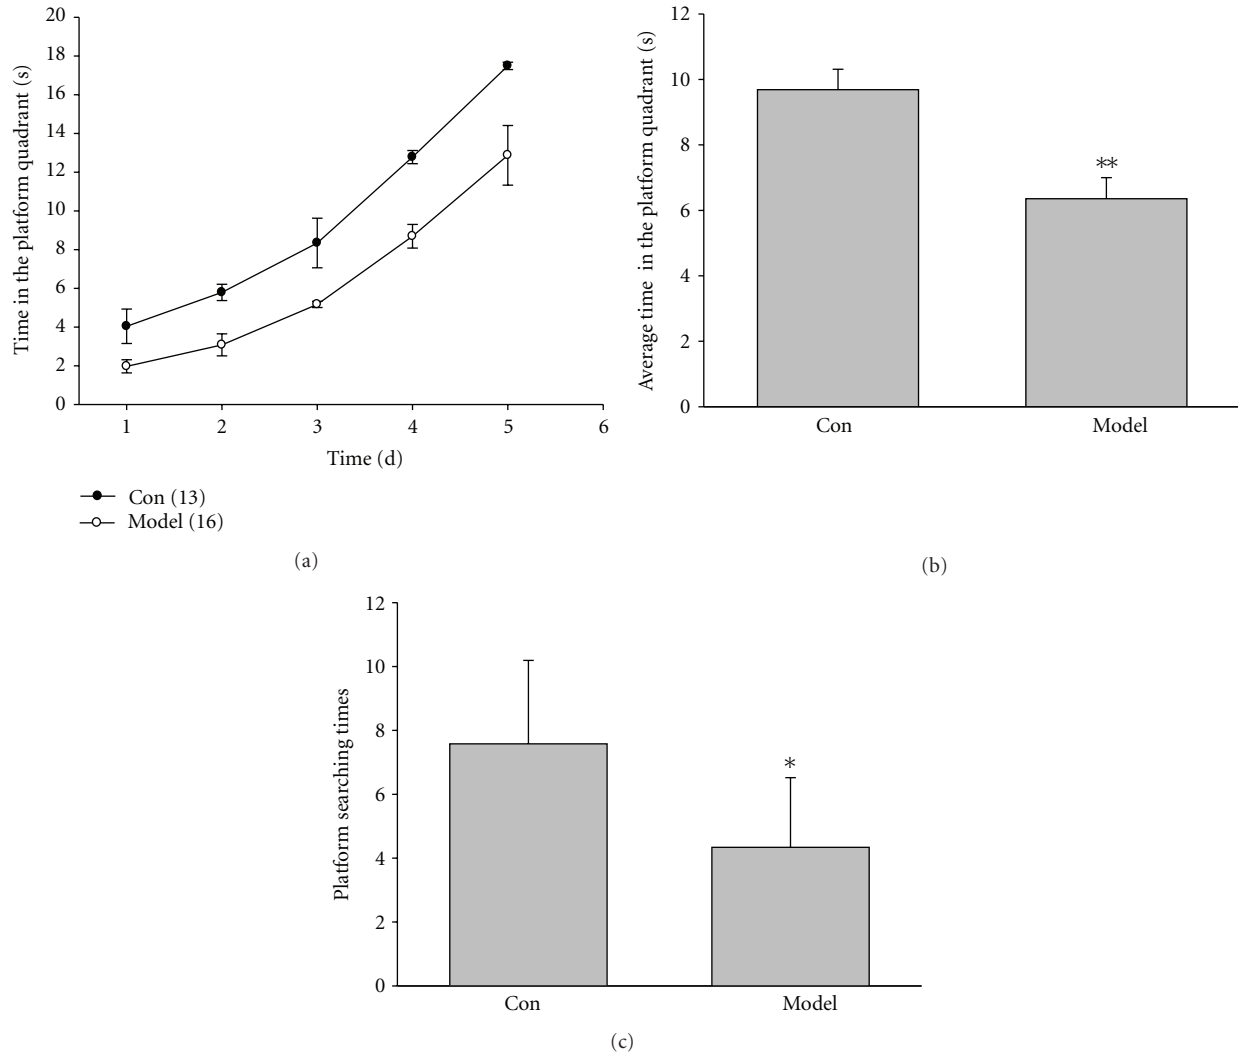 20
18
16
14
12
10
8
6
4
2
0
Time in the platform quadrant (s)
1 2 3 4 5 6
Time (d)
Con (13)
Model (16)
(a)
12
10
8
6
4
2
0
Average time in the platform quadrant (s)
**
Con Model
(b)
12
10
8
6
4
2
0
Platform searching times
*
Con Model
(c)